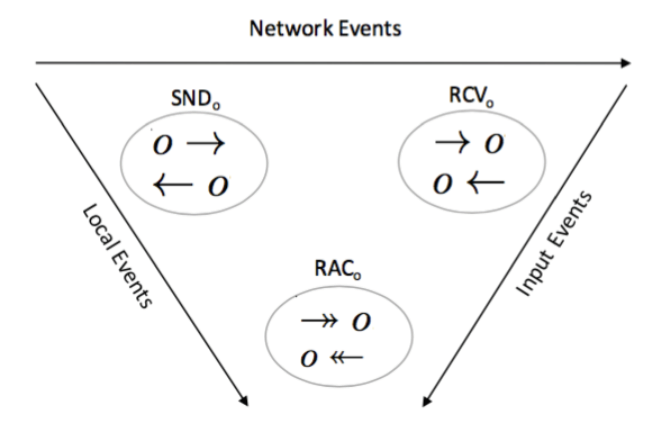 Network Events
SNDₒ
o →
← o
RCVₒ
→ o
o ←
Local Events
Input Events
RACₒ
↠ o
o ↞